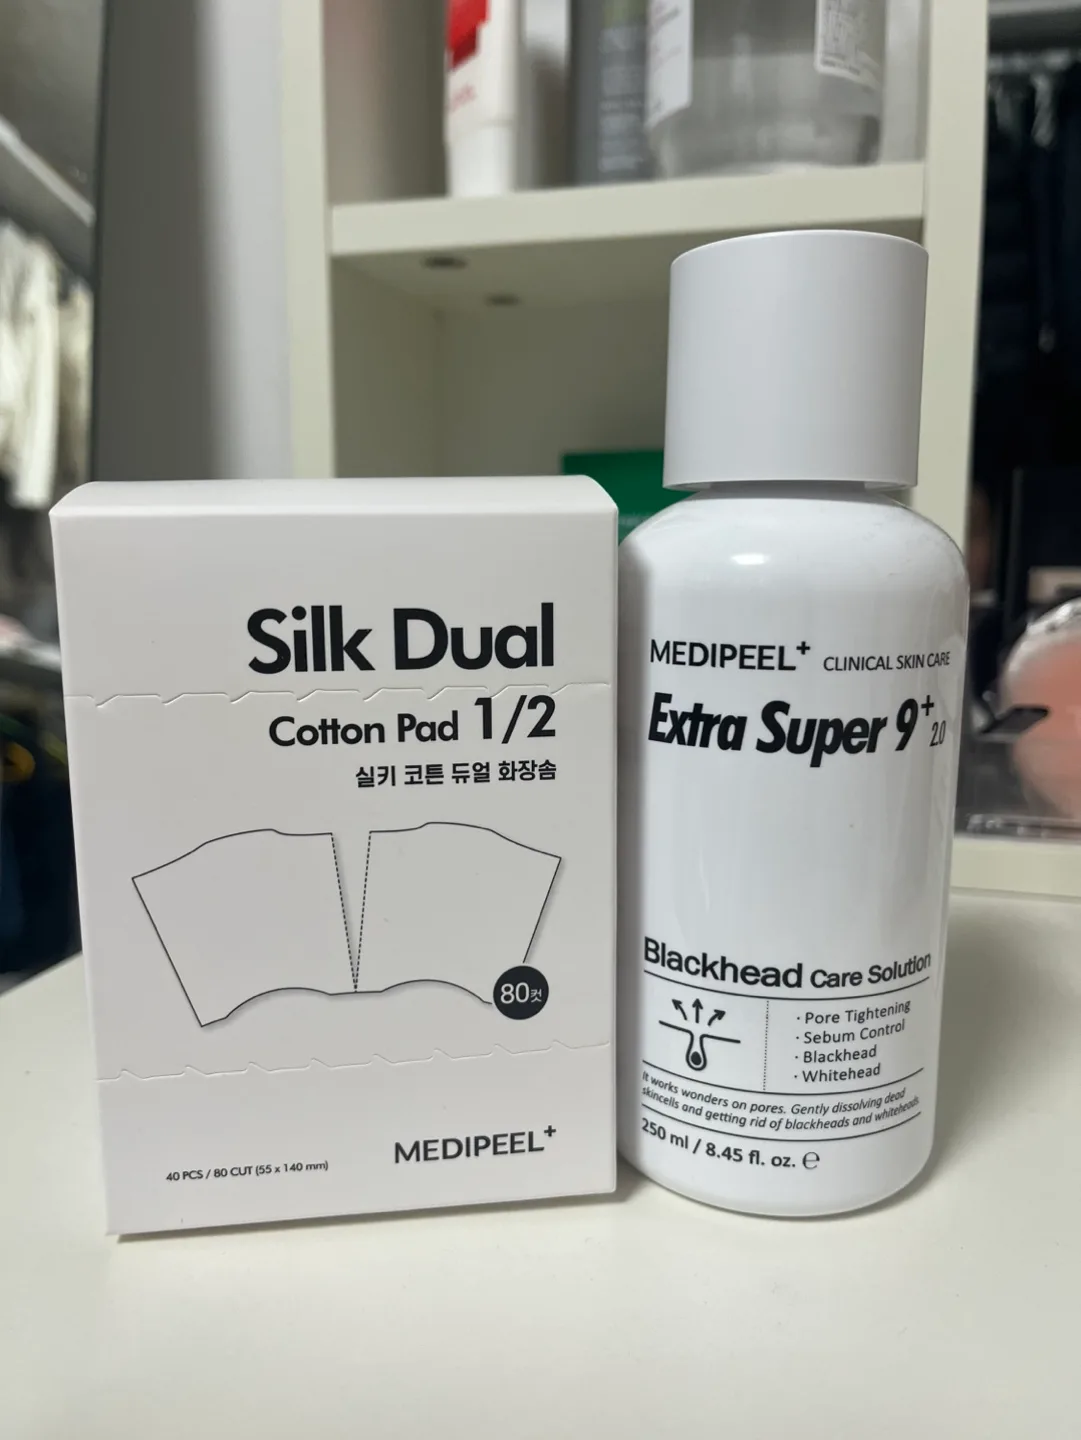 Silk Dual
Cotton Pad 1/2
실키 코튼 듀얼 화장솜
80컷
40 PCS / 80 CUT (55 x 140 mm)
MEDIPEEL+
MEDIPEEL+ CLINICAL SKIN CARE
Extra Super 9+ 2.0
Blackhead Care Solution
· Pore Tightening
· Sebum Control
· Blackhead
· Whitehead
It works wonders on pores. Gently dissolving dead
skincells and getting rid of blackheads and whiteheads
250 ml / 8.45 fl. oz. ℮